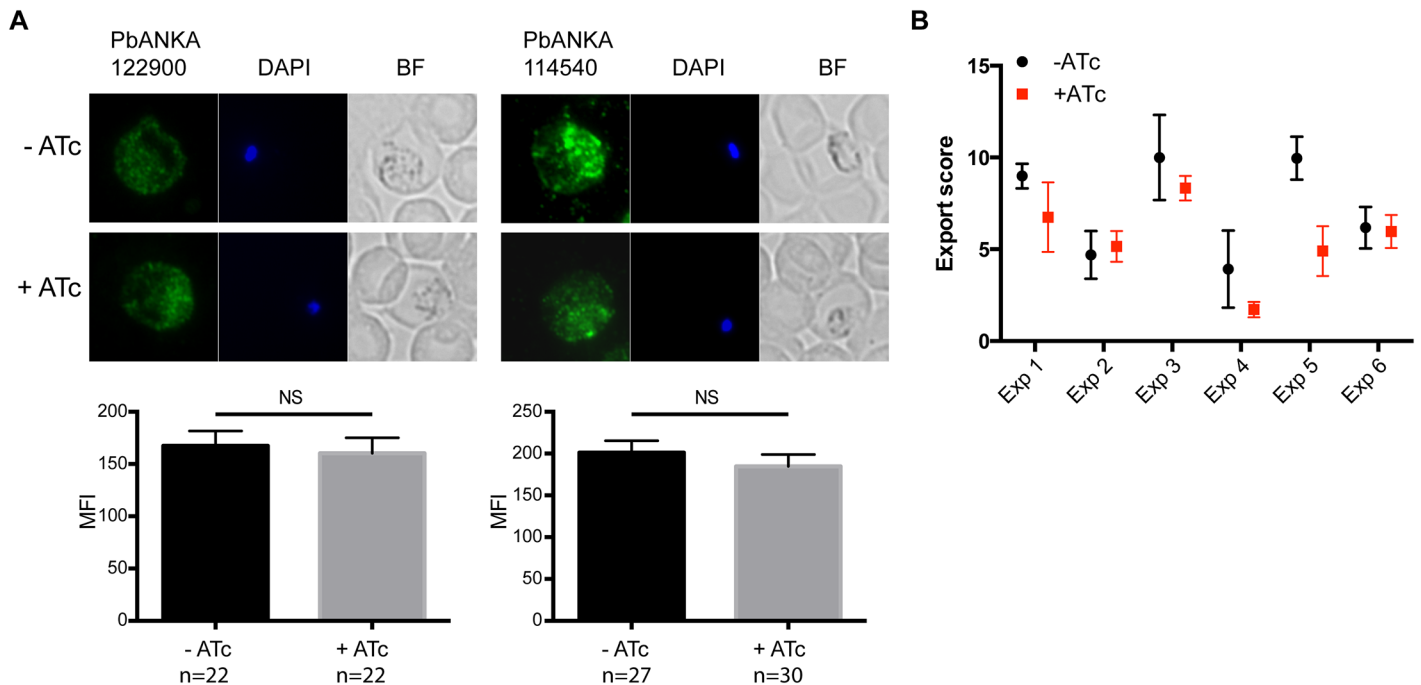 A
PbANKA
122900
DAPI
BF
PbANKA
114540
DAPI
BF
- ATc
+ ATc
NS
200
150
100
50
0
MFI
- ATc
n=22
+ ATc
n=22
NS
250
200
150
100
50
0
MFI
- ATc
n=27
+ ATc
n=30
B
-ATc
+ATc
15
10
5
0
Export score
Exp 1
Exp 2
Exp 3
Exp 4
Exp 5
Exp 6